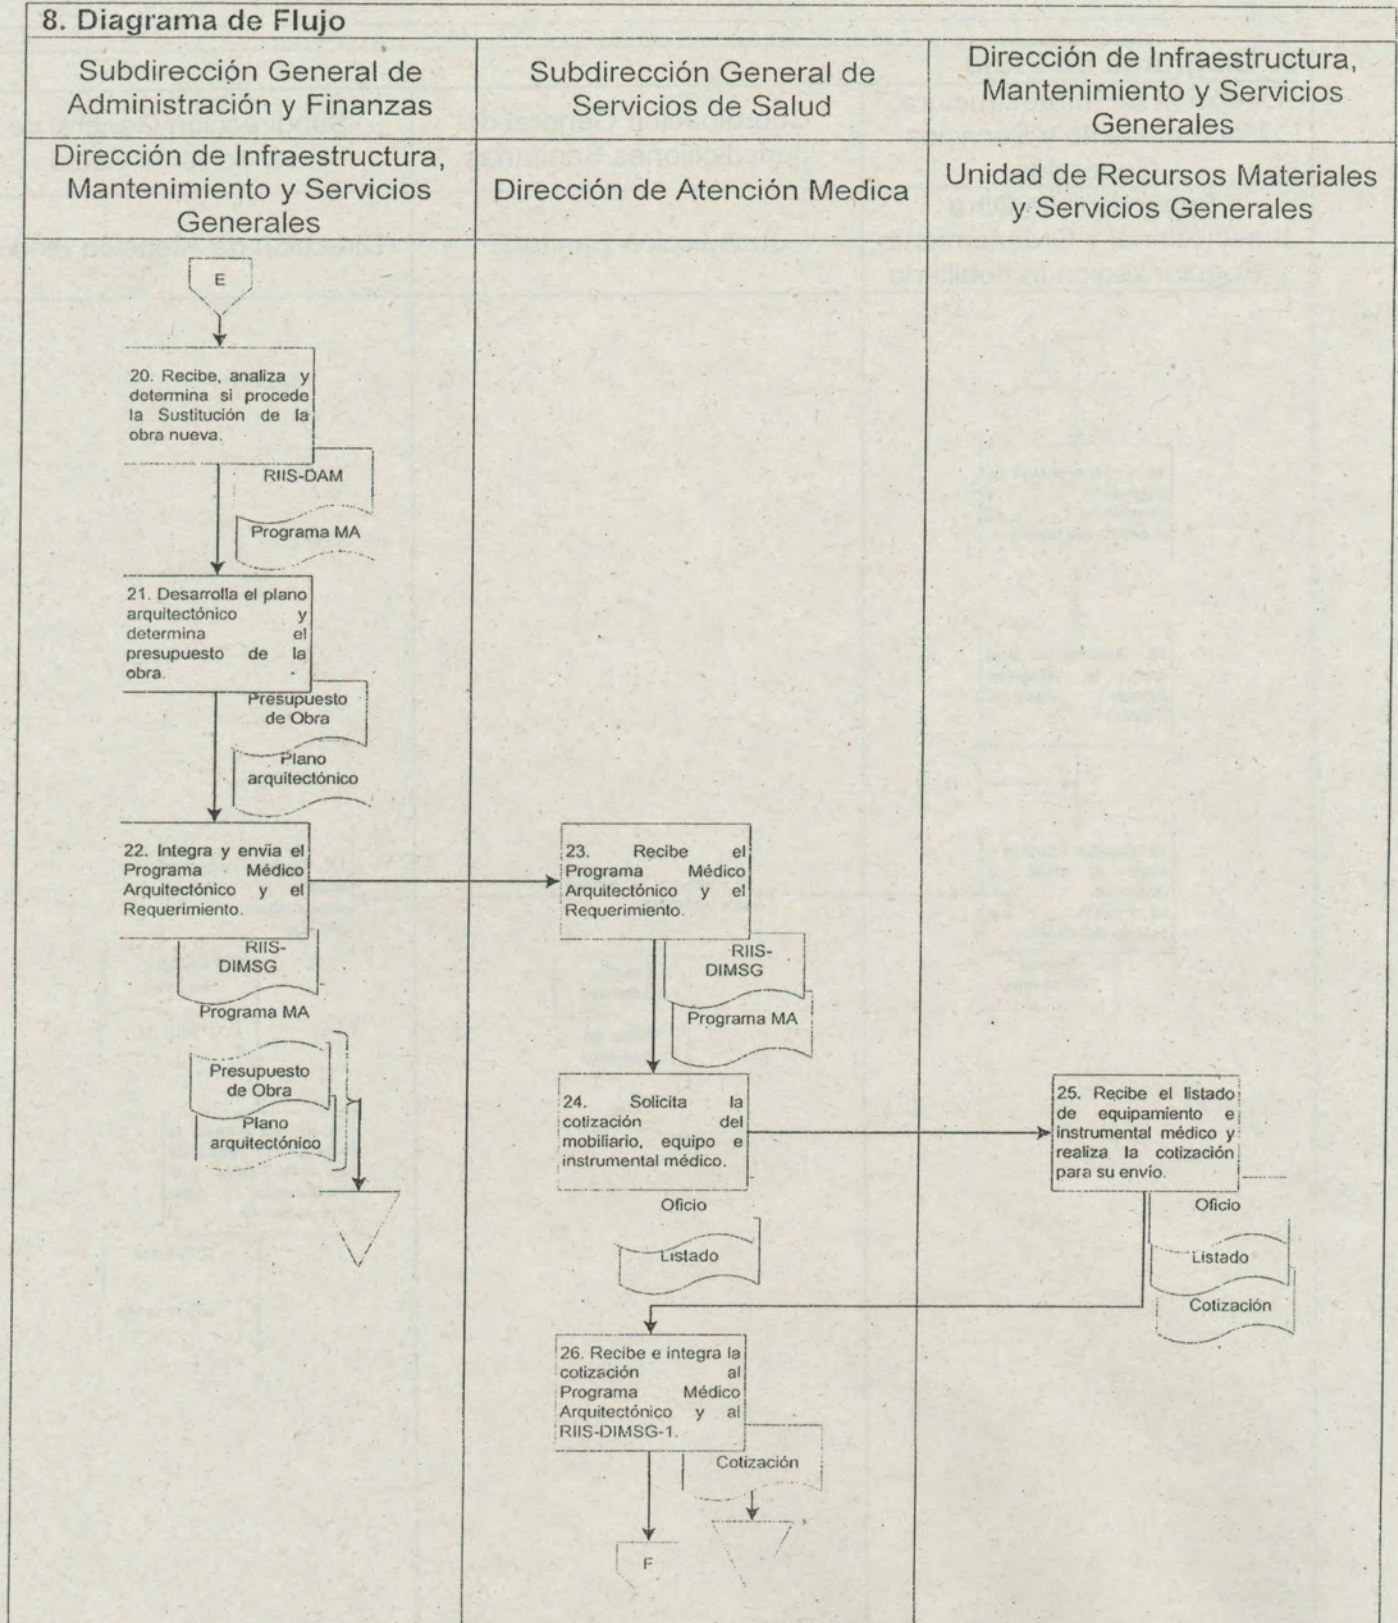 8. Diagrama de Flujo
Subdirección General de
Administración y Finanzas
Subdirección General de
Servicios de Salud
Dirección de Infraestructura,
Mantenimiento y Servicios
Generales
Dirección de Infraestructura,
Mantenimiento y Servicios
Generales
Dirección de Atención Medica
Unidad de Recursos Materiales
y Servicios Generales
E
20. Recibe, analiza y
determina si procede
la Sustitución de la
obra nueva.
RIIS-DAM
Programa MA
21. Desarrolla el plano
arquitectónico y
determina el
presupuesto de la
obra.
Presupuesto
de Obra
Plano
arquitectónico
22. Integra y envia el
Programa Médico
Arquitectónico y el
Requerimiento.
RIIS-
DIMSG
Programa MA
Presupuesto
de Obra
Plano
arquitectónico
23. Recibe el
Programa Médico
Arquitectónico y el
Requerimiento.
RIIS-
DIMSG
Programa MA
24. Solicita la
cotización del
mobiliario, equipo e
instrumental médico.
Oficio
Listado
25. Recibe el listado
de equipamiento e
instrumental médico y
realiza la cotización
para su envío.
Oficio
Listado
Cotización
26. Recibe e integra la
cotización al
Programa Médico
Arquitectónico y al
RIIS-DIMSG-1.
Cotización
F